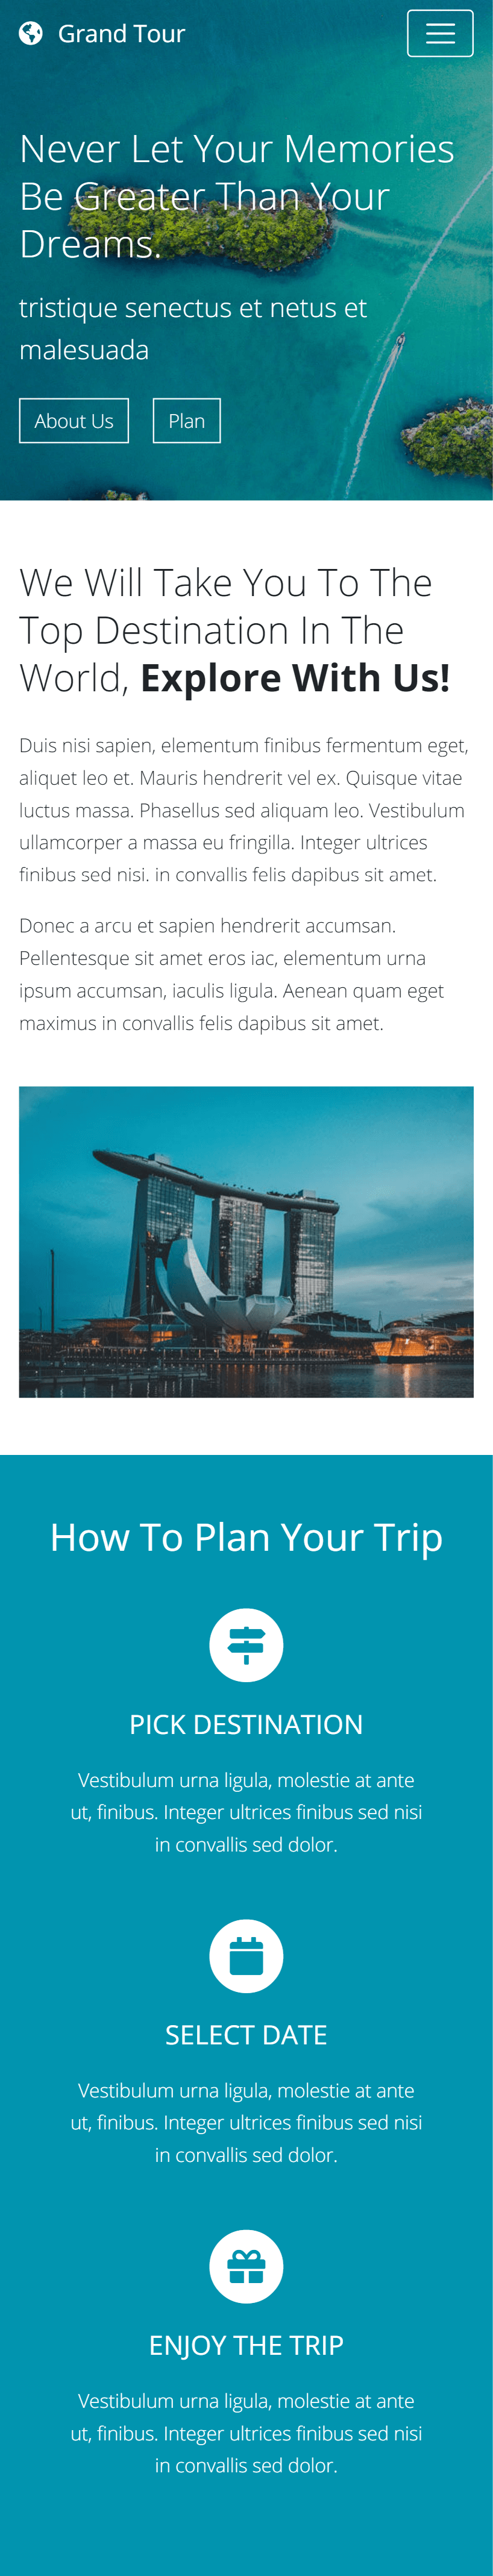 Grand Tour
Never Let Your Memories
Be Greater Than Your
Dreams.
tristique senectus et netus et
malesuada
About Us
Plan
We Will Take You To The
Top Destination In The
World, Explore With Us!
Duis nisi sapien, elementum finibus fermentum eget,
aliquet leo et. Mauris hendrerit vel ex. Quisque vitae
luctus massa. Phasellus sed aliquam leo. Vestibulum
ullamcorper a massa eu fringilla. Integer ultrices
finibus sed nisi. in convallis felis dapibus sit amet.
Donec a arcu et sapien hendrerit accumsan.
Pellentesque sit amet eros iac, elementum urna
ipsum accumsan, iaculis ligula. Aenean quam eget
maximus in convallis felis dapibus sit amet.
How To Plan Your Trip
PICK DESTINATION
Vestibulum urna ligula, molestie at ante
ut, finibus. Integer ultrices finibus sed nisi
in convallis sed dolor.
SELECT DATE
Vestibulum urna ligula, molestie at ante
ut, finibus. Integer ultrices finibus sed nisi
in convallis sed dolor.
ENJOY THE TRIP
Vestibulum urna ligula, molestie at ante
ut, finibus. Integer ultrices finibus sed nisi
in convallis sed dolor.